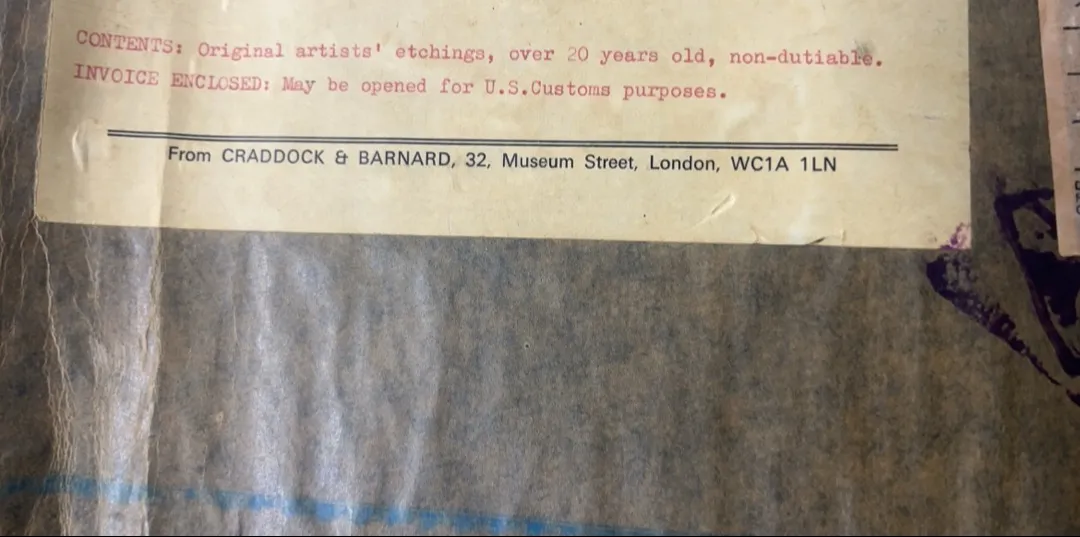 CONTENTS: Original artists' etchings, over 20 years old, non-dutiable.
INVOICE ENCLOSED: May be opened for U.S.Customs purposes.
From CRADDOCK & BARNARD, 32, Museum Street, London, WC1A 1LN